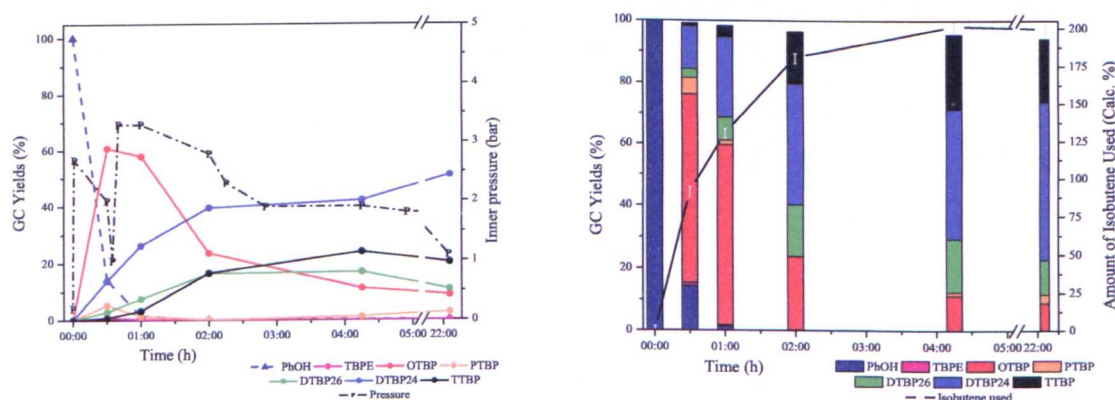 100
80
60
40
20
0
GC Yields (%)
5
4
3
2
1
0
Inner pressure (bar)
00:00 01:00 02:00 03:00 04:00 05:00 22:00
Time (h)
PhOH TBPE OTBP PTBP
DTBP26 DTBP24 TTBP
Pressure
P P P P P P P P P P P
100
80
60
40
20
0
GC Yields (%)
200
175
150
125
100
75
50
25
0
Amount of Isobutene Used (Calc. %)
00:00 01:00 02:00 03:00 04:00 05:00 22:00
Time (h)
PhOH TBPE OTBP PTBP
DTBP26 DTBP24 TTBP
Isobutene used